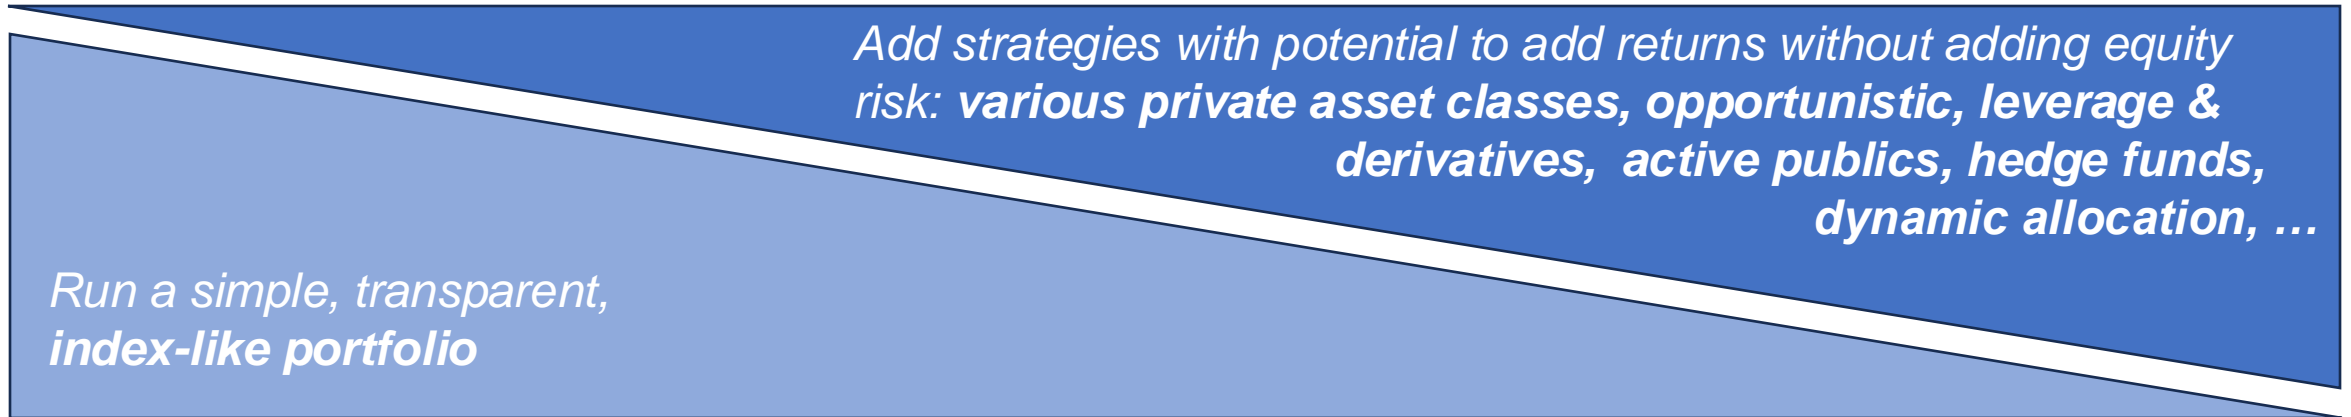 Add strategies with potential to add returns without adding equity
risk: various private asset classes, opportunistic, leverage &
derivatives,  active publics, hedge funds,
dynamic allocation, …
Run a simple, transparent,
index-like portfolio